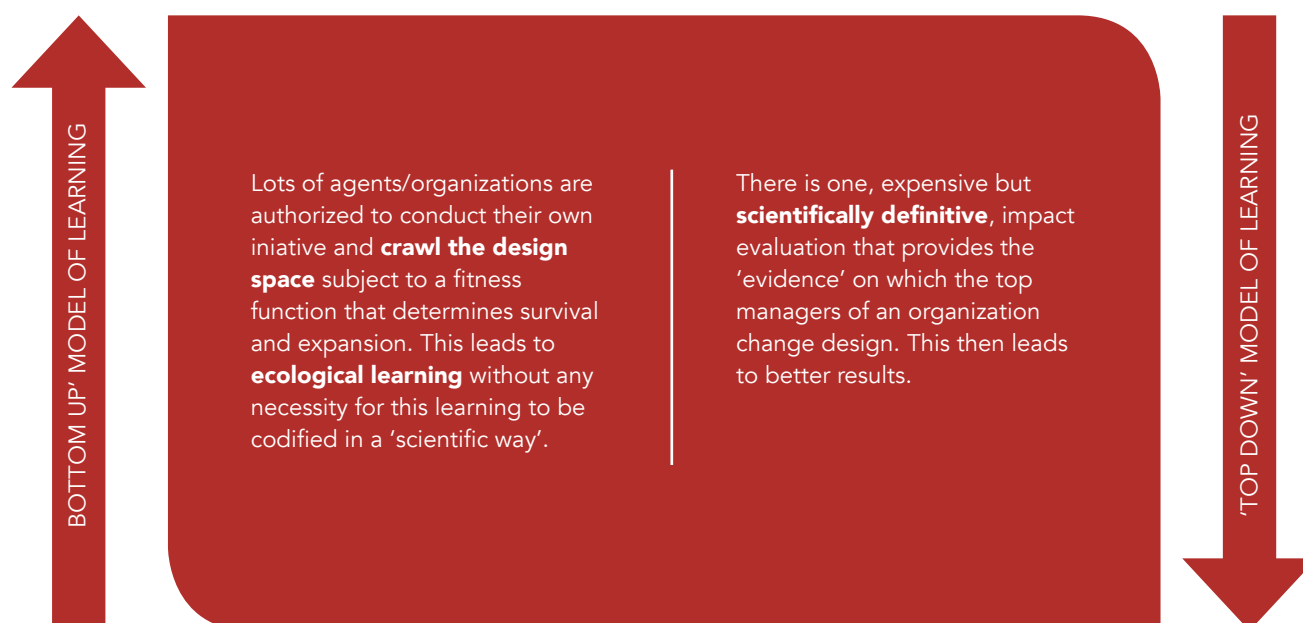 BOTTOM UP’ MODEL OF LEARNING
Lots of agents/organizations are
authorized to conduct their own
iniative and crawl the design
space subject to a fitness
function that determines survival
and expansion. This leads to
ecological learning without any
necessity for this learning to be
codified in a ‘scientific way’.
There is one, expensive but
scientifically definitive, impact
evaluation that provides the
‘evidence’ on which the top
managers of an organization
change design. This then leads
to better results.
‘TOP DOWN’ MODEL OF LEARNING